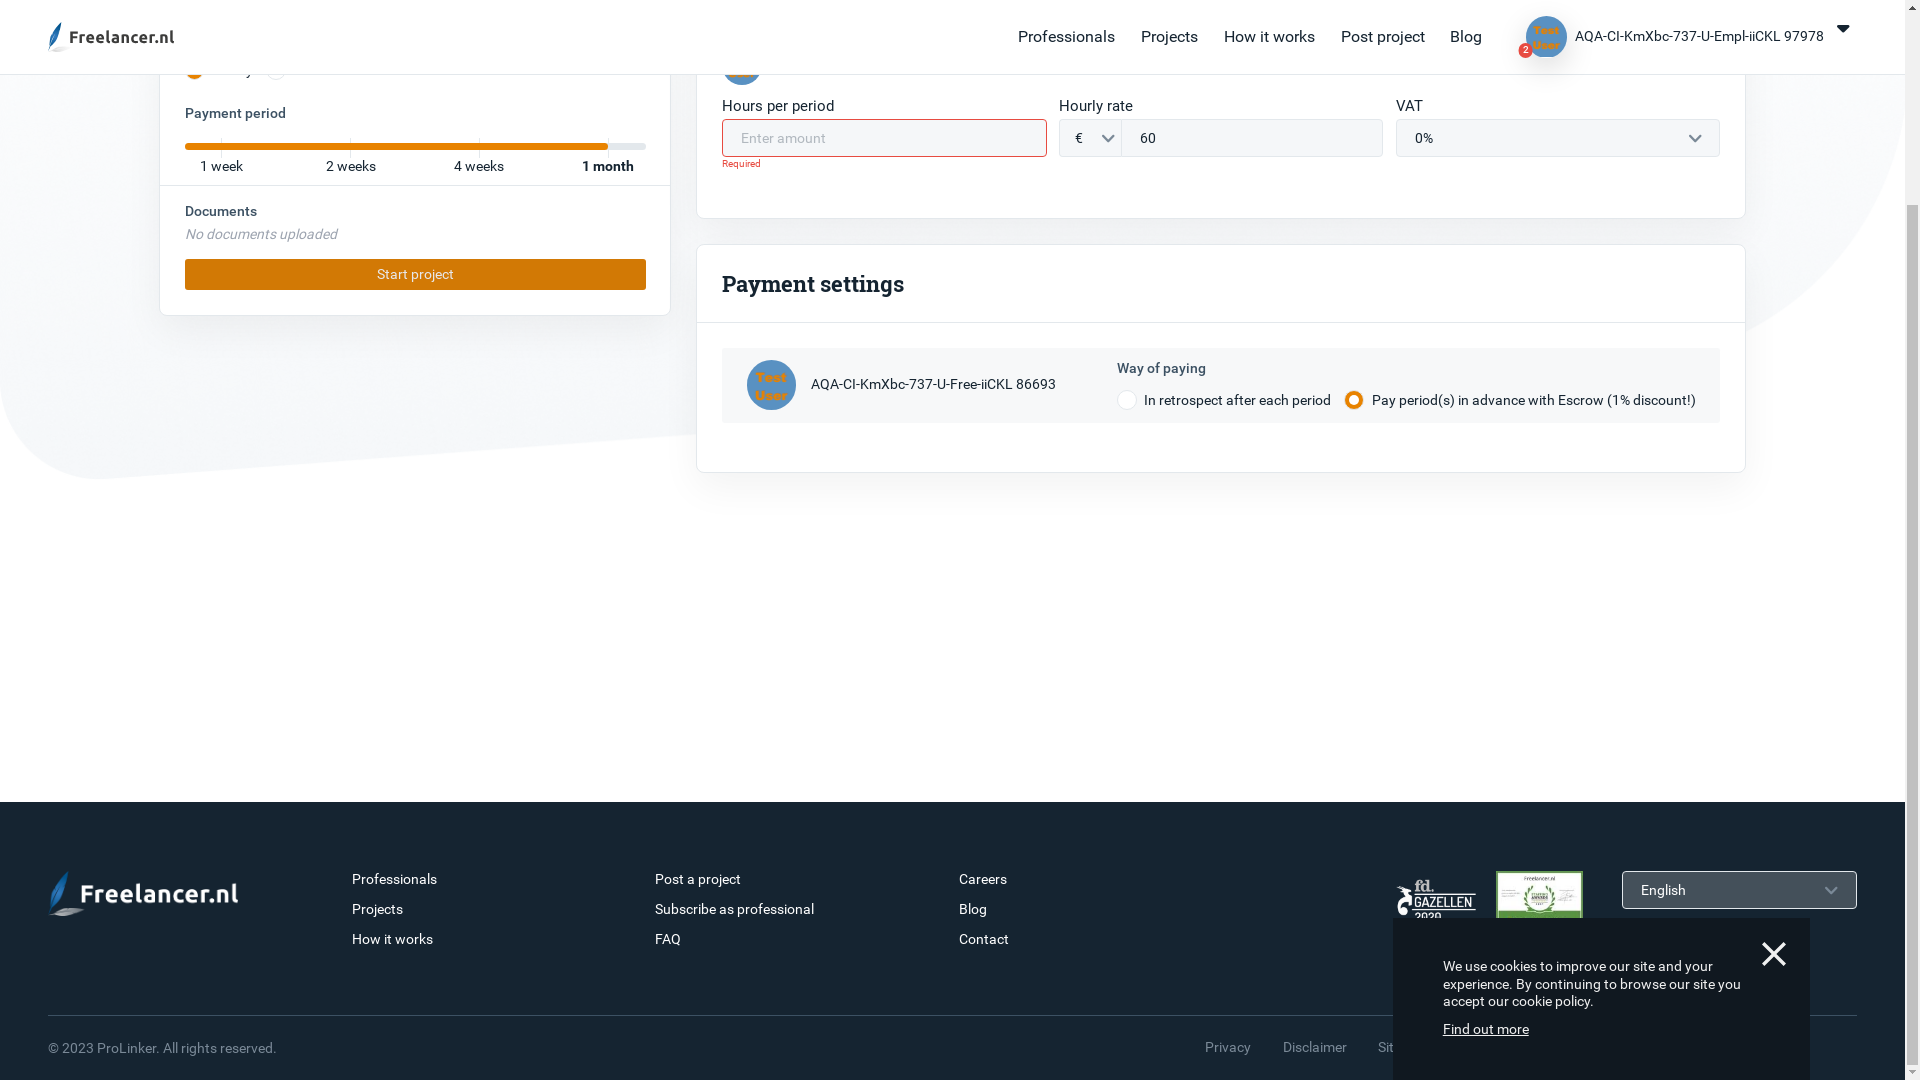 Freelancer.nl
Professionals
Projects
How it works
Post project
Blog
Test
User
2
AQA-CI-KmXbc-737-U-Empl-iiCKL 97978
Payment period
1 week
2 weeks
4 weeks
1 month
Documents
No documents uploaded
Start project
Hours per period
Hourly rate
VAT
Enter amount
€
60
0%
Required
Payment settings
Test
User
AQA-CI-KmXbc-737-U-Free-iiCKL 86693
Way of paying
In retrospect after each period
Pay period(s) in advance with Escrow (1% discount!)
Freelancer.nl
Professionals
Projects
How it works
Post a project
Subscribe as professional
FAQ
Careers
Blog
Contact
fd.
GAZELLEN
2020
Freelancer.nl
English
We use cookies to improve our site and your
experience. By continuing to browse our site you
accept our cookie policy.
Find out more
© 2023 ProLinker. All rights reserved.
Privacy
Disclaimer